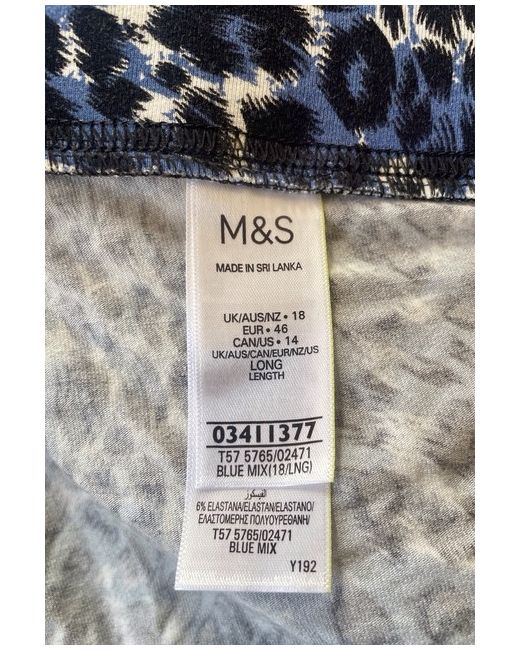 M&S
MADE IN SRI LANKA
UK/AUS/NZ • 18
EUR • 46
CAN/US • 14
UK/AUS/CAN/EUR/NZ/US
LONG
LENGTH
03411377
T57 5765/02471
BLUE MIX(18/LNG)
الفيسكوز
6% ELASTANA/ELASTAN/ELASTANO/
ΕΛΑΣΤΟΜΕΡΗΣ ΠΟΛΥΟΥΡΕΘΑΝΗ/
T57 5765/02471
BLUE MIX
Y192